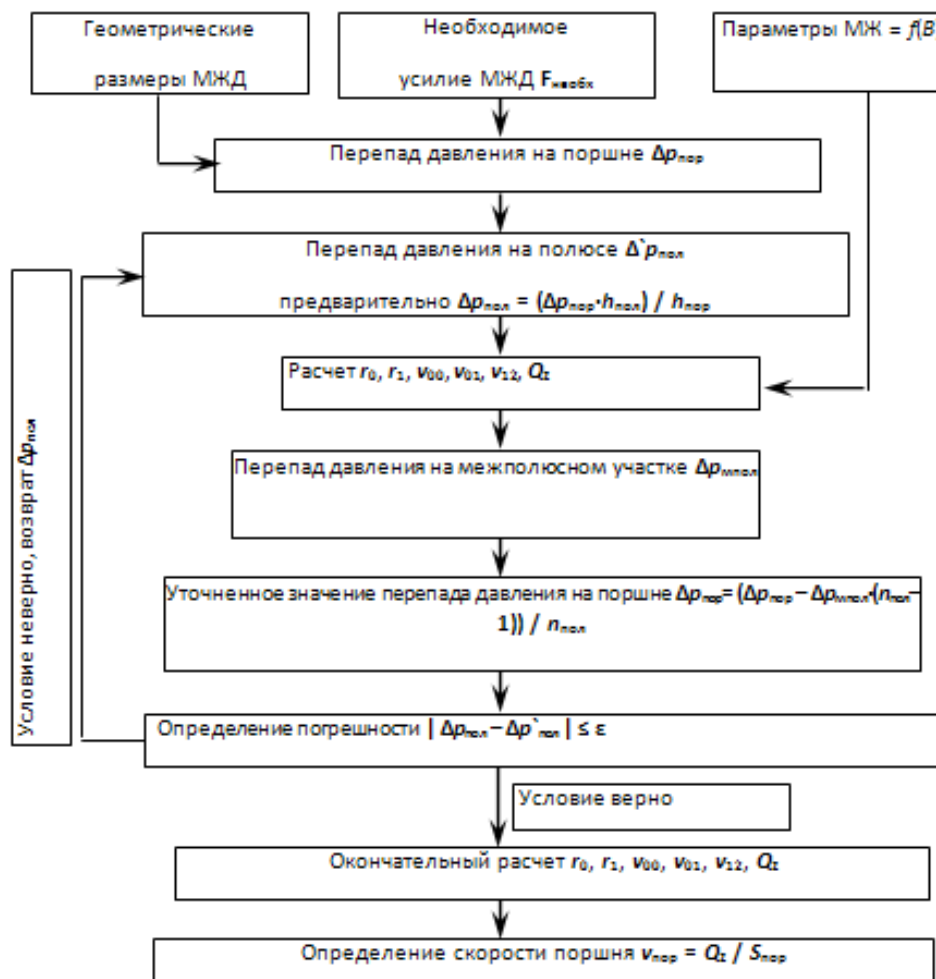 Геометрические
размеры МЖД
Необходимое
усилие МЖД Fнеобх
Параметры МЖ = f(B
Перепад давления на поршне Δpпор
Перепад давления на полюсе Δ`pпол
предварительно Δpпол = (Δpпор·hпол) / hпор
Расчет r0, r1, v00, v01, v12, QΣ
Перепад давления на межполюсном участке Δpмпол
Уточненное значение перепада давления на поршне Δpпор= (Δpпор – Δpмпол·(nпол–
1)) / nпол
Условие неверно, возврат Δpпол
Определение погрешности | Δpпол – Δp`пол | ≤ ε
Условие верно
Окончательный расчет r0, r1, v00, v01, v12, QΣ
Определение скорости поршня vпор = QΣ / Sпор